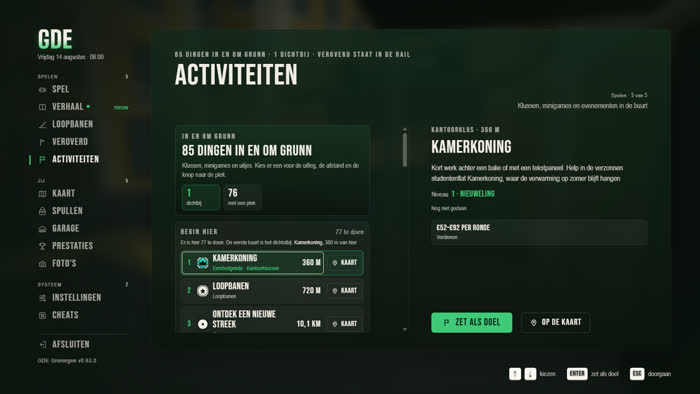 GDE
Vrijdag 14 augustus · 08:00
SPELEN 5
SPEL
VERHAAL nieuw
LOOPBANEN
VEROVERD
ACTIVITEITEN
JIJ 5
KAART
SPULLEN
GARAGE
PRESTATIES
FOTO'S
SYSTEEM 2
INSTELLINGEN
CHEATS
AFSLUITEN
GDE Groningen v0.63.0
85 DINGEN IN EN OM GRUNN · 1 DICHTBIJ · VEROVERD STAAT IN DE RAIL
ACTIVITEITEN
Spelen · 5 van 5
Klussen, minigames en evenementen in de buurt
IN EN OM GRUNN
85 DINGEN IN EN OM GRUNN
Klussen, minigames en uitjes. Kies er een voor de uitleg, de afstand en de
knop naar de plek.
1
dichtbij
76
met een plek
BEGIN HIER 77 te doen
Er is hier 77 te doen. De eerste kaart is het dichtstbij: Kamerkoning, 360 m van hier.
1 KAMERKONING 360 M KAART
Eenmalige · Kantoorklussen
2 LOOPBANEN 720 M KAART
Loopbanen
3 ONTDEK EEN NIEUWE
STREEK 10,1 KM KAART
KANTOORKLUS · 360 M
KAMERKONING
Kort werk achter een balie of met een tekstpaneel. Help in de verzonnen
studentenflat Kamerkoning, waar de verwarming op zomer blijft hangen
Niveau 1 · NIEUWELING
Nog niet gedaan
€52–€92 PER RONDE
Verdienen
ZET ALS DOEL
OP DE KAART
↑ ↓ kiezen ENTER zet als doel ESC doorgaan